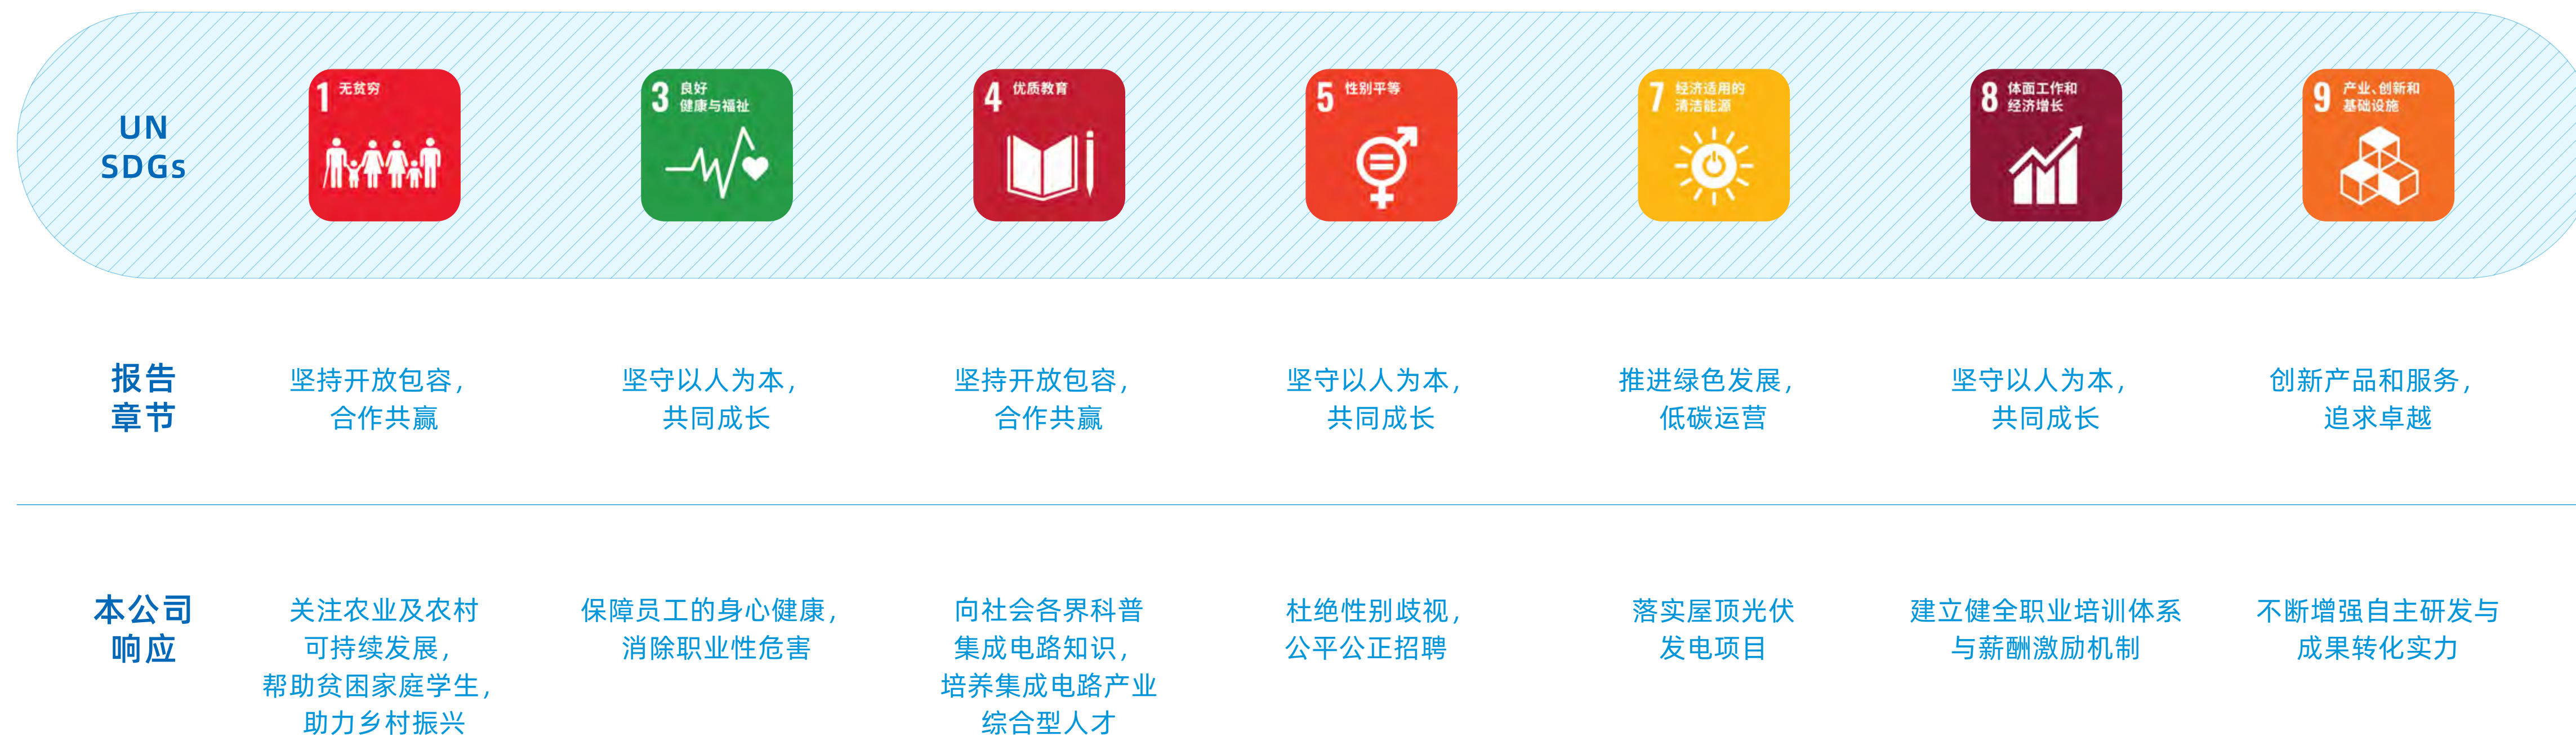 UN
SDGs
1 无贫穷
3 良好
健康与福祉
4 优质教育
5 性别平等
7 经济适用的
清洁能源
8 体面工作和
经济增长
9 产业、创新和
基础设施
报告
章节
坚持开放包容,
合作共赢
坚守以人为本,
共同成长
坚持开放包容,
合作共赢
坚守以人为本,
共同成长
推进绿色发展,
低碳运营
坚守以人为本,
共同成长
创新产品和服务,
追求卓越
本公司
响应
关注农业及农村
可持续发展,
帮助贫困家庭学生,
助力乡村振兴
保障员工的身心健康,
消除职业性危害
向社会各界科普
集成电路知识,
培养集成电路产业
综合型人才
杜绝性别歧视,
公平公正招聘
落实屋顶光伏
发电项目
建立健全职业培训体系
与薪酬激励机制
不断增强自主研发与
成果转化实力